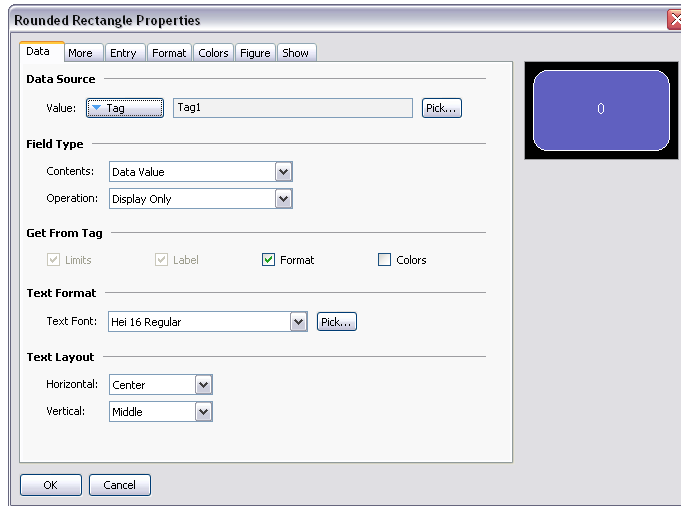 Rounded Rectangle Properties
Data More Entry Format Colors Figure Show
Data Source
Value: Tag Tag1 Pick...
0
Field Type
Contents: Data Value
Operation: Display Only
Get From Tag
Limits Label Format Colors
Text Format
Text Font: Hei 16 Regular Pick...
Text Layout
Horizontal: Center
Vertical: Middle
OK Cancel